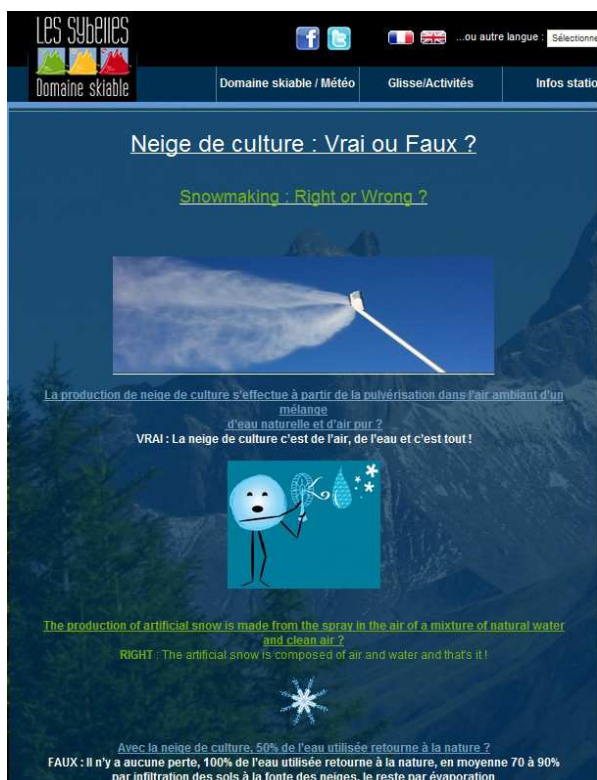 LES SYBELLES
Domaine skiable
...ou autre langue :
Sélectionne
Domaine skiable / Météo
Glisse/Activités
Infos statio
Neige de culture : Vrai ou Faux ?
Snowmaking : Right or Wrong ?
La production de neige de culture s'effectue à partir de la pulvérisation dans l'air ambiant d'un
mélange
d'eau naturelle et d'air pur ?
VRAI : La neige de culture c'est de l'air, de l'eau et c'est tout !
The production of artificial snow is made from the spray in the air of a mixture of natural water
and clean air ?
RIGHT : The artificial snow is composed of air and water and that's it !
Avec la neige de culture, 50% de l'eau utilisée retourne à la nature ?
FAUX : Il n'y a aucune perte, 100% de l'eau utilisée retourne à la nature, en moyenne 70 à 90%
par infiltration des sols à la fonte des neiges, le reste par évaporation